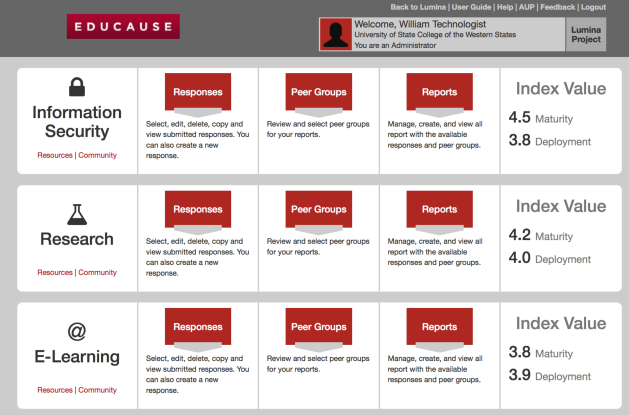 Back to Lumina | User Guide | Help | AUP | Feedback | Logout
EDUCAUSE
Welcome, William Technologist
University of State College of the Western States
You are an Administrator
Lumina
Project
Information
Security
Resources | Community
Responses
Select, edit, delete, copy and
view submitted responses. You
can also create a new
response.
Peer Groups
Review and select peer groups
for your reports.
Reports
Manage, create, and view all
report with the available
responses and peer groups.
Index Value
4.5 Maturity
3.8 Deployment
Research
Resources | Community
Responses
Select, edit, delete, copy and
view submitted responses. You
can also create a new
response.
Peer Groups
Review and select peer groups
for your reports.
Reports
Manage, create, and view all
report with the available
responses and peer groups.
Index Value
4.2 Maturity
4.0 Deployment
@
E-Learning
Resources | Community
Responses
Select, edit, delete, copy and
view submitted responses. You
can also create a new
response.
Peer Groups
Review and select peer groups
for your reports.
Reports
Manage, create, and view all
report with the available
responses and peer groups.
Index Value
3.8 Maturity
3.9 Deployment